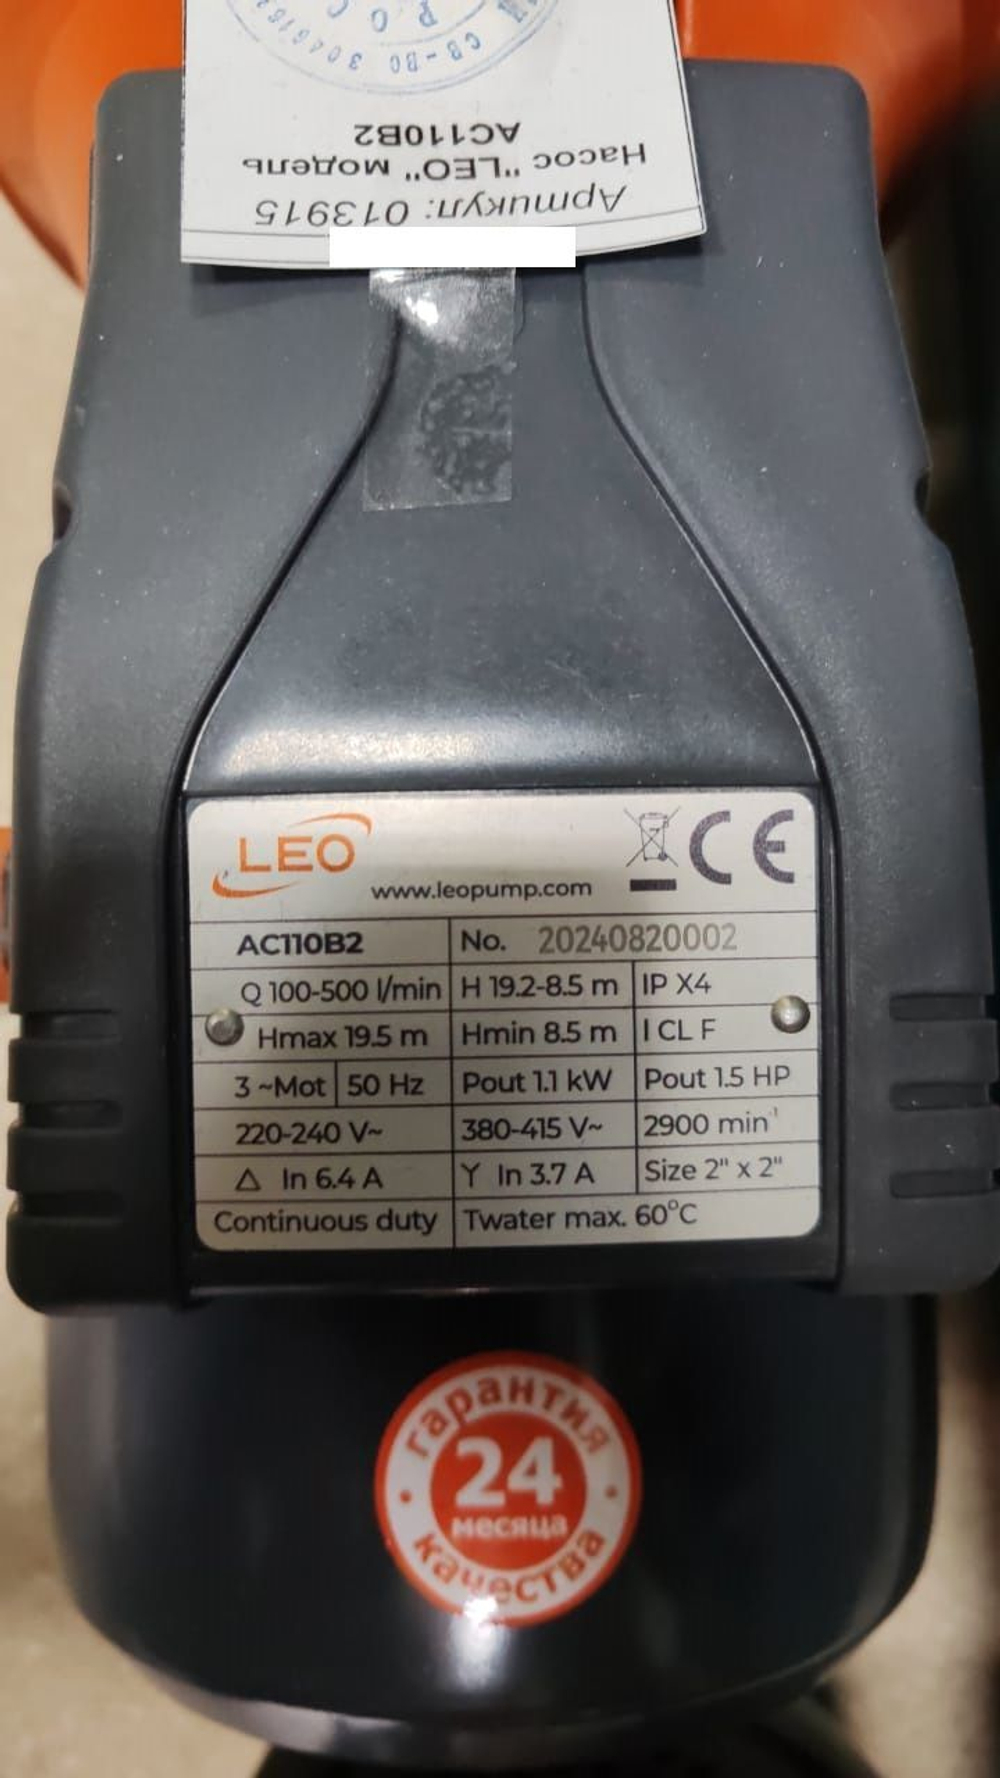 Артикул: 013915
Насос "LEO" модель
AC110B2
СВ-ВО 3046162
LEO
CE
www.leopump.com
AC110B2 No. 20240820002
Q 100-500 l/min H 19.2-8.5 m IP X4
Hmax 19.5 m Hmin 8.5 m I CL F
3 ~Mot 50 Hz Pout 1.1 kW Pout 1.5 HP
220-240 V~ 380-415 V~ 2900 min⁻¹
△ In 6.4 A Y In 3.7 A Size 2" x 2"
Continuous duty Twater max. 60°C
гарантия
24
месяца
качества